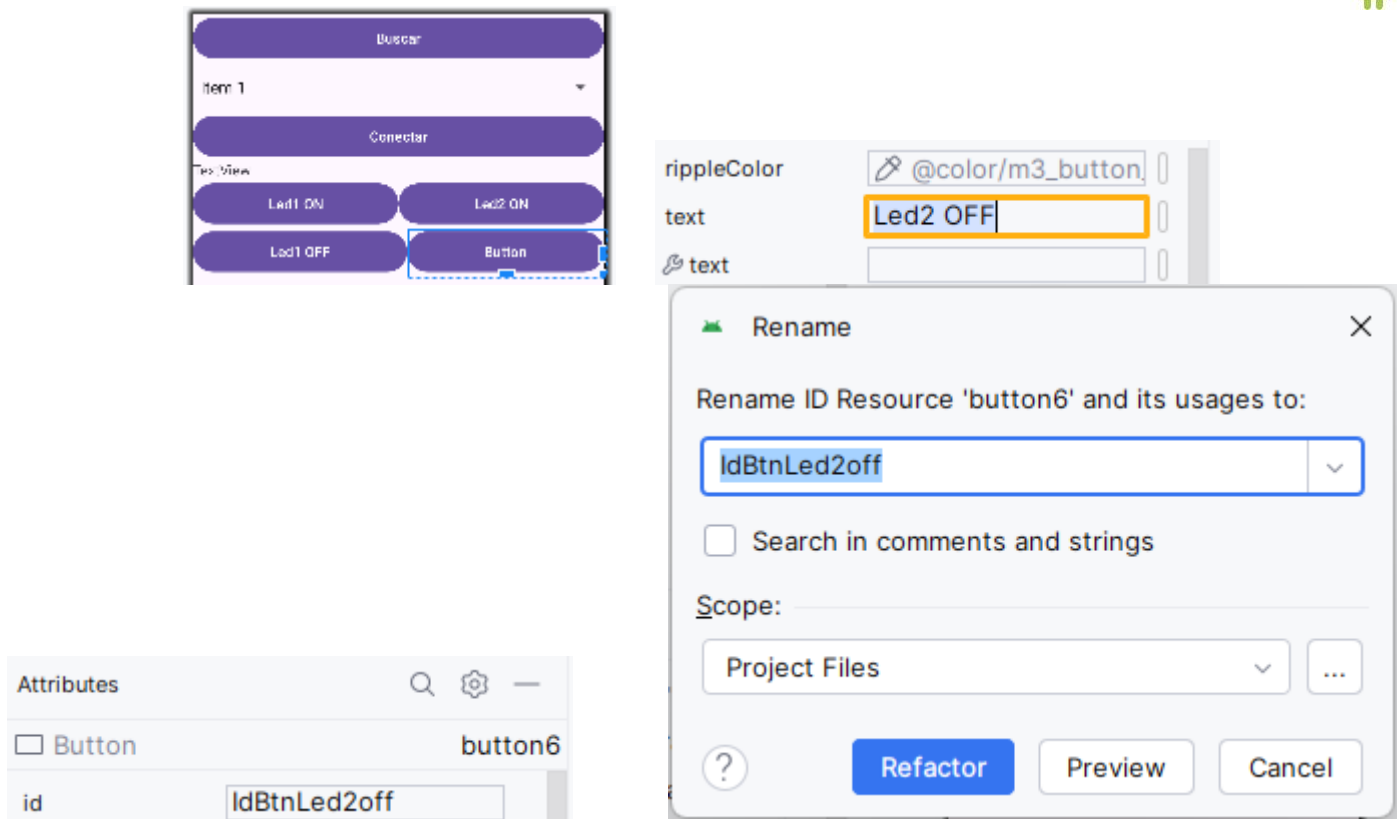 Buscar
Item 1
Conectar
TextView
Led1 ON
Led2 ON
Led1 OFF
Button
rippleColor
@color/m3_button_
text
Led2 OFF
text
Rename
Rename ID Resource 'button6' and its usages to:
IdBtnLed2off
Search in comments and strings
Scope:
Project Files
...
?
Refactor
Preview
Cancel
Attributes
Button
button6
id
IdBtnLed2off